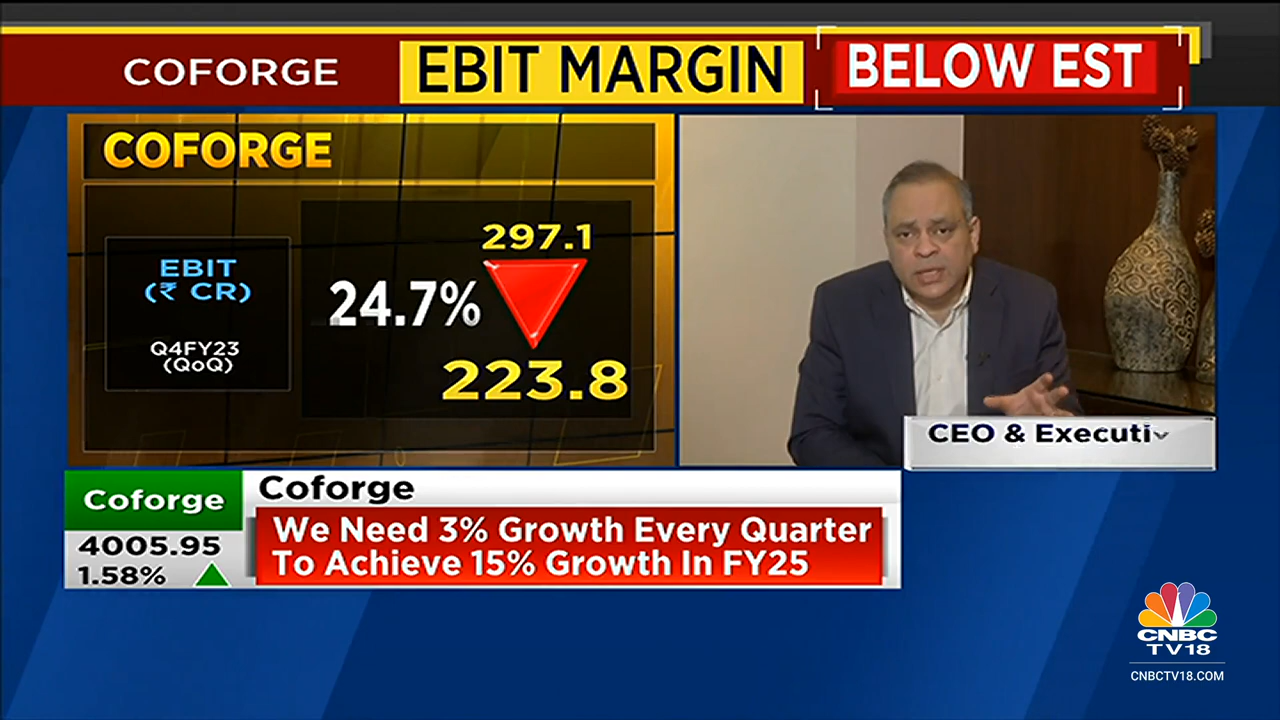 COFORGE EBIT MARGIN BELOW EST
COFORGE
EBIT
(₹ CR)
Q4FY23
(QoQ)
297.1
24.7%
223.8
CEO & Executiv
Coforge
4005.95
1.58%
Coforge
We Need 3% Growth Every Quarter
To Achieve 15% Growth In FY25
CNBC
TV18
CNBCTV18.COM